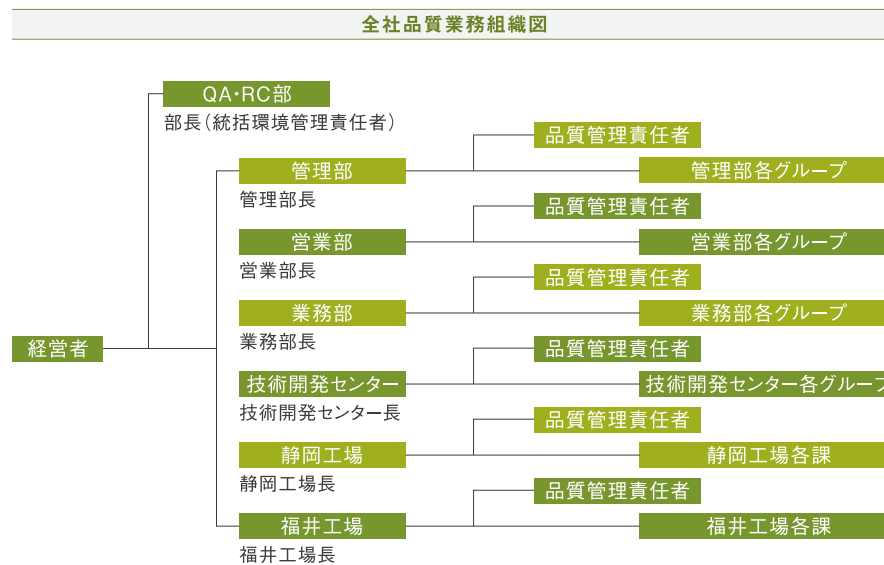 全社品質業務組織図
QA・RC部
部長（統括環境管理責任者）
品質管理責任者
管理部
管理部各グループ
管理部長
品質管理責任者
営業部
営業部各グループ
営業部長
品質管理責任者
業務部
業務部各グループ
業務部長
経営者
品質管理責任者
技術開発センター
技術開発センター各グループ
技術開発センター長
品質管理責任者
静岡工場
静岡工場各課
静岡工場長
品質管理責任者
福井工場
福井工場各課
福井工場長